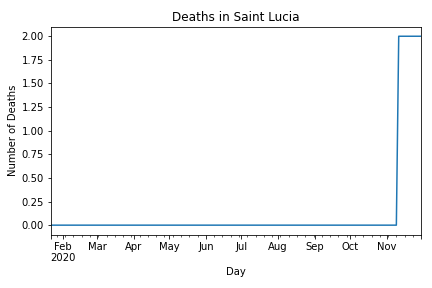 Deaths in Saint Lucia
Number of Deaths
2.00
1.75
1.50
1.25
1.00
0.75
0.50
0.25
0.00
Feb Mar Apr May Jun Jul Aug Sep Oct Nov
2020
Day